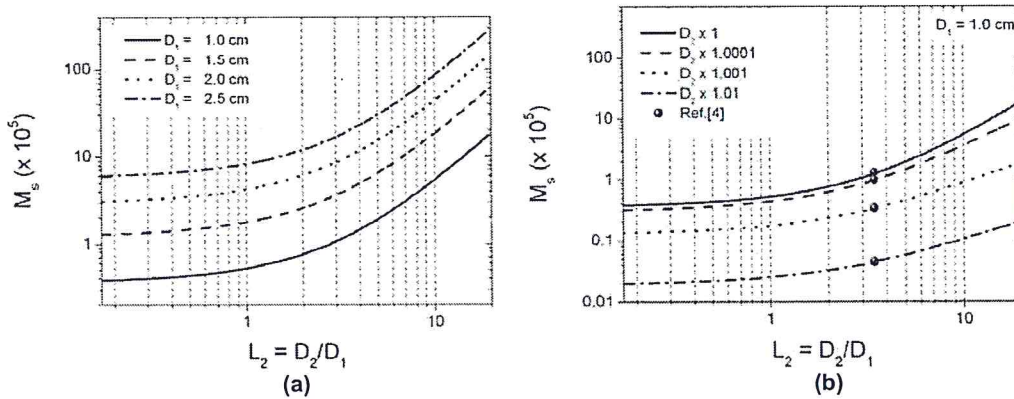 D₁ = 1.0 cm
D₁ = 1.5 cm
D₁ = 2.0 cm
D₁ = 2.5 cm
100
10
1
Mₛ (x 10⁵)
1
10
L₂ = D₂/D₁
(a)
D₂ x 1
D₂ x 1.0001
D₂ x 1.001
D₂ x 1.01
Ref.[4]
D₁ = 1.0 cm
100
10
1
0.1
0.01
Mₛ (x 10⁵)
1
10
L₂ = D₂/D₁
(b)